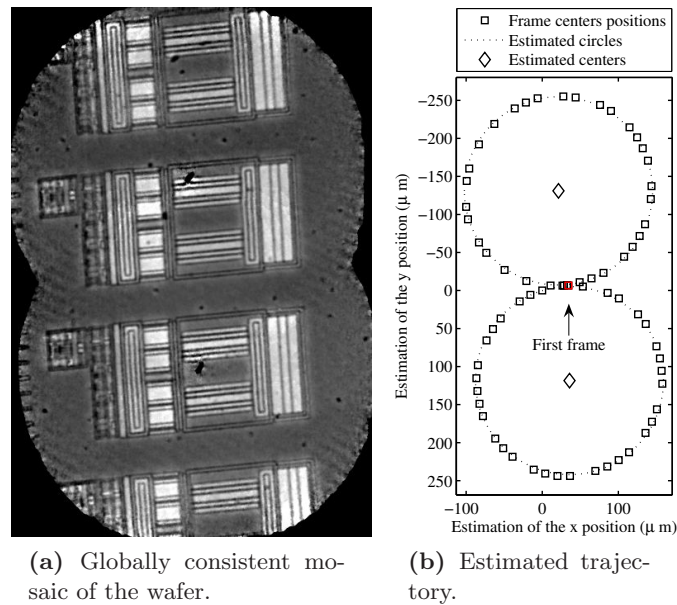 Frame centers positions
Estimated circles
Estimated centers
−250
−200
−150
−100
−50
0
50
100
150
200
250
Estimation of the y position (μ m)
First frame
−100
0
100
Estimation of the x position (μ m)
(a) Globally consistent mo-
saic of the wafer.
(b) Estimated trajec-
tory.